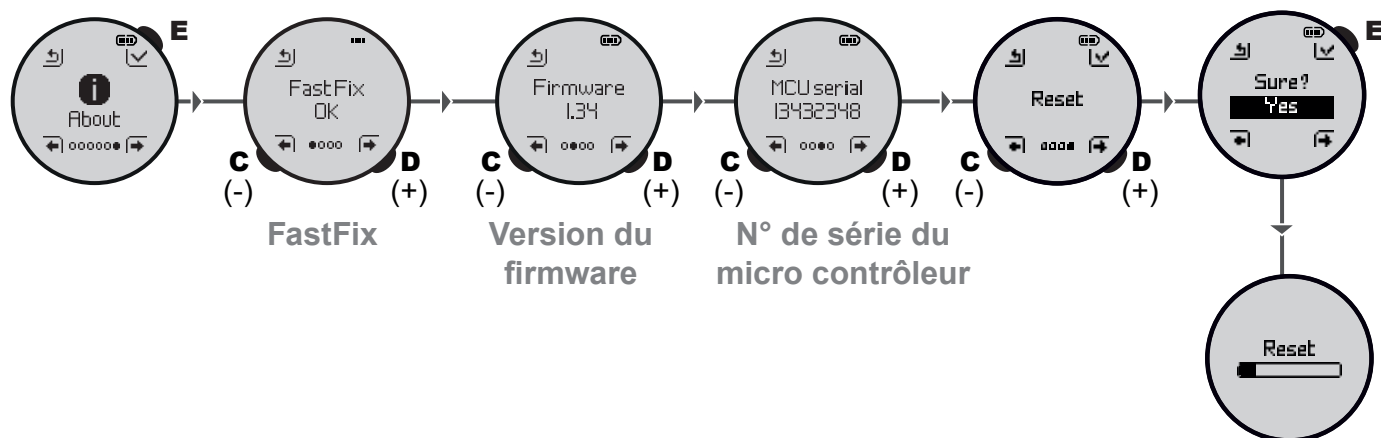 E
About
FastFix
OK
C
(-)
D
(+)
FastFix
Firmware
1.34
C
(-)
D
(+)
Version du
firmware
MCU serial
13432348
C
(-)
D
(+)
N° de série du
micro contrôleur
Reset
C
(-)
D
(+)
E
Sure?
Yes
Reset